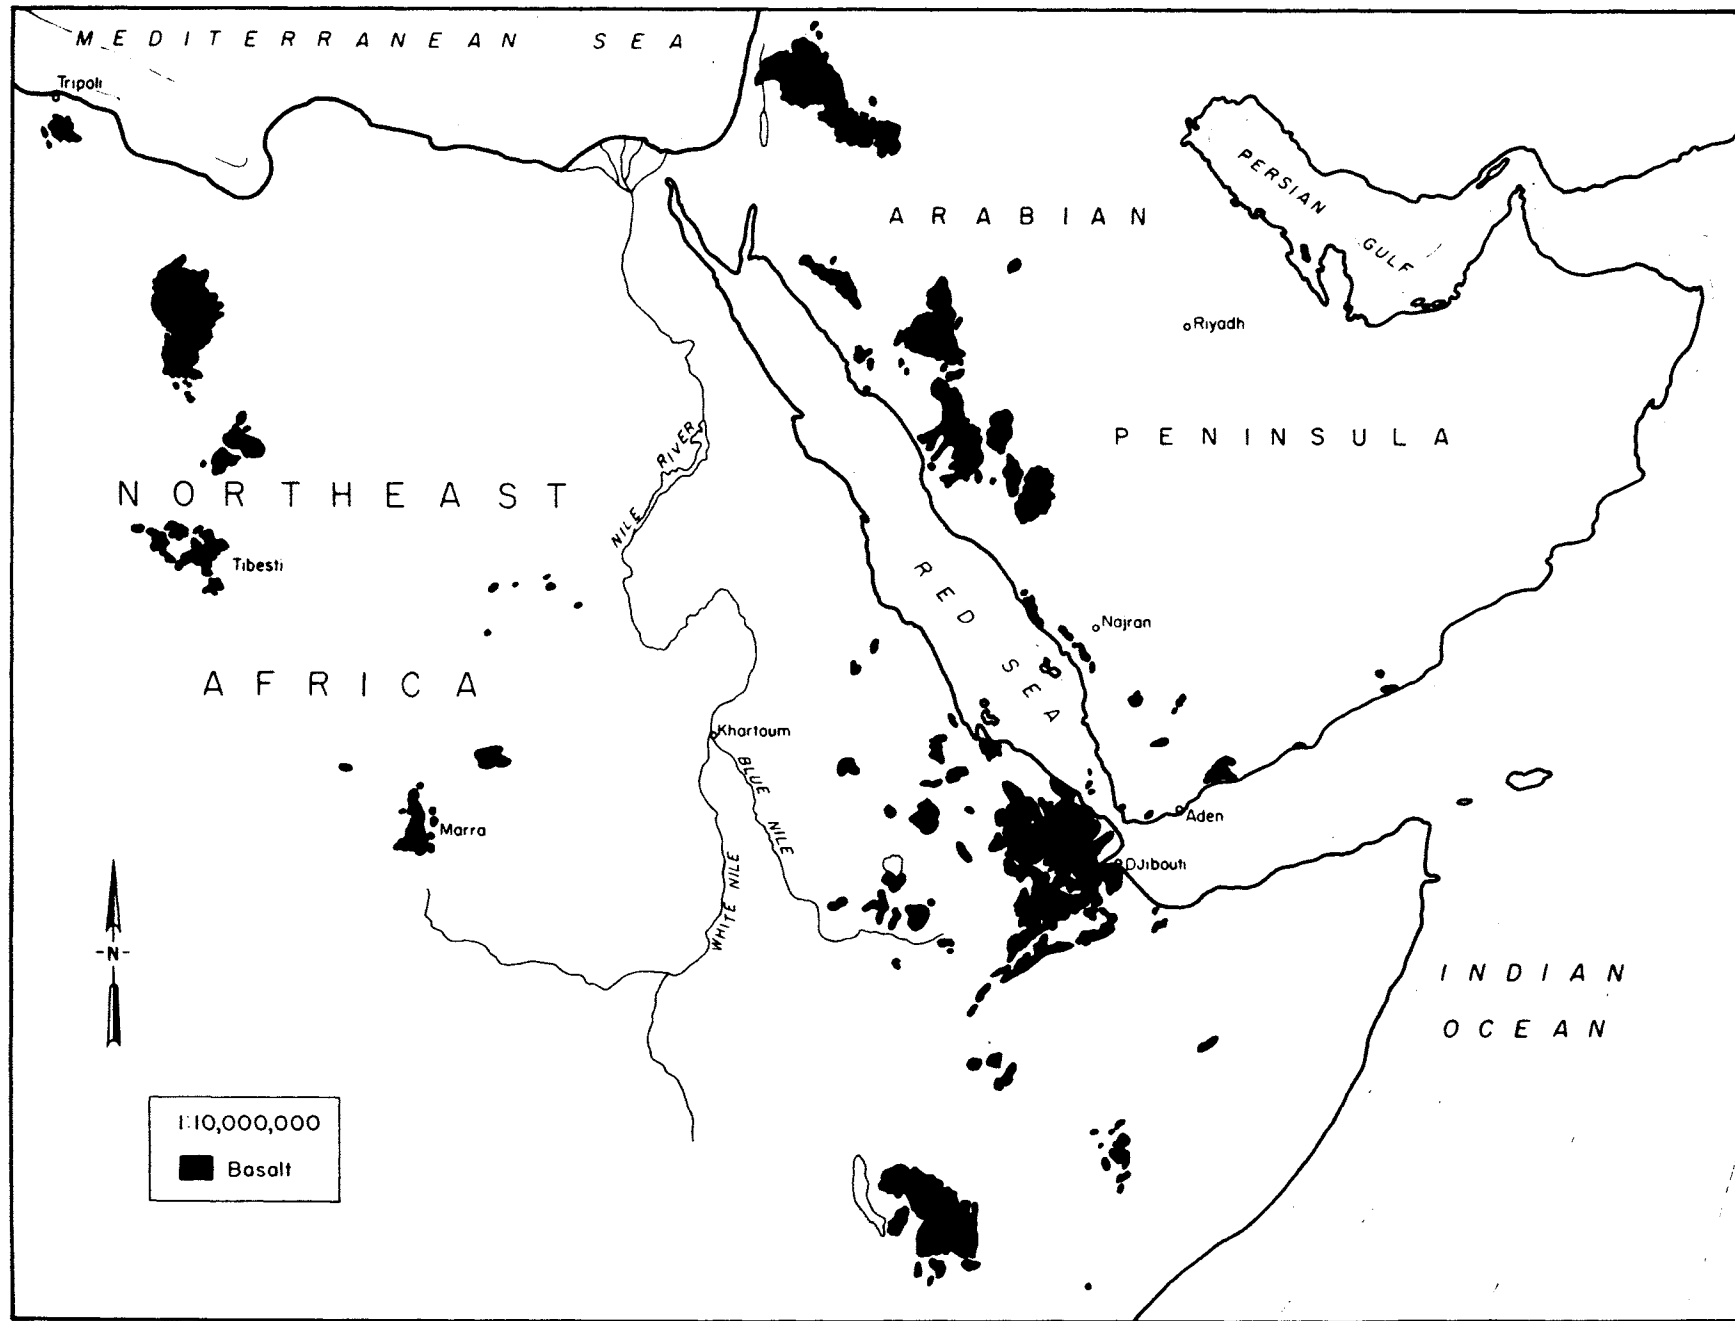 MEDITERRANEAN SEA
Tripoli
PERSIAN
GULF
ARABIAN
Riyadh
PENINSULA
NILE RIVER
NORTHEAST
Tibesti
RED SEA
Najran
AFRICA
Khartoum
BLUE NILE
WHITE NILE
Marra
Aden
DJibouti
-N-
INDIAN
OCEAN
1:10,000,000
Basalt